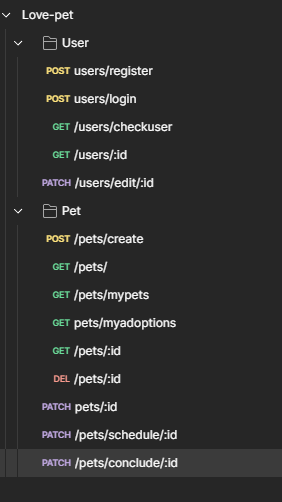 Love-pet
User
POST users/register
POST users/login
GET /users/checkuser
GET /users/:id
PATCH /users/edit/:id
Pet
POST /pets/create
GET /pets/
GET /pets/mypets
GET pets/myadoptions
GET /pets/:id
DEL /pets/:id
PATCH pets/:id
PATCH /pets/schedule/:id
PATCH /pets/conclude/:id